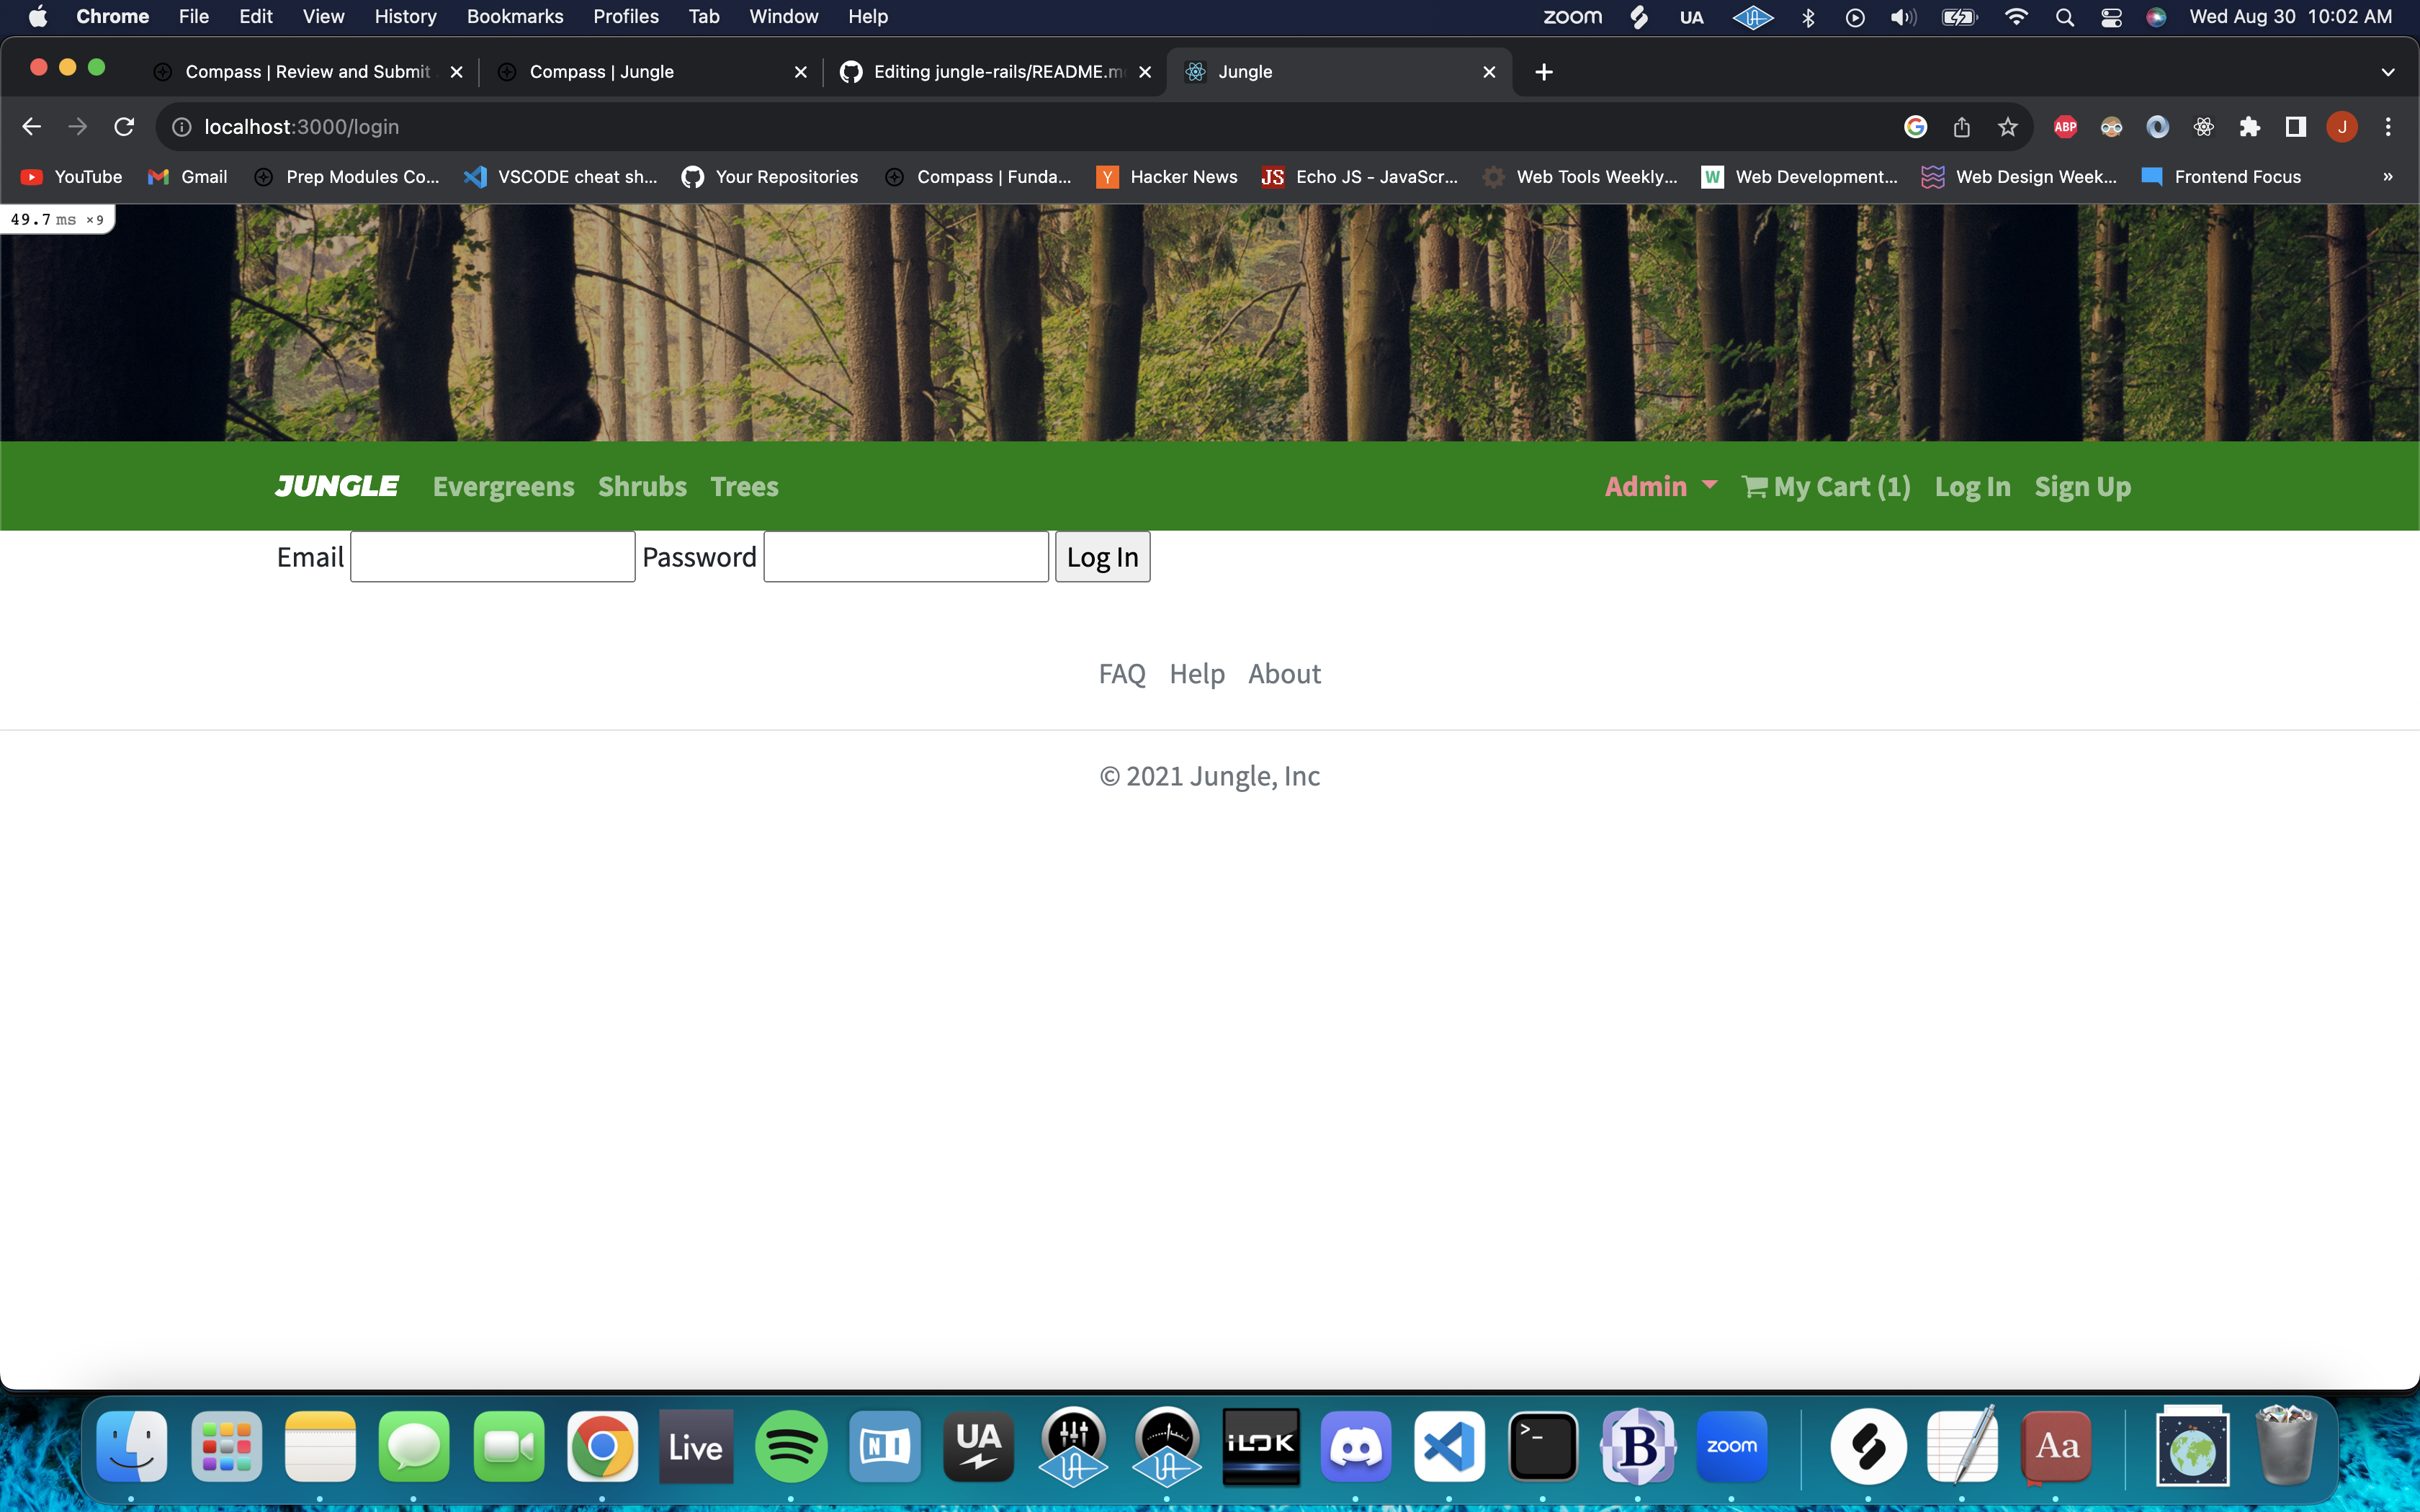 Chrome File Edit View History Bookmarks Profiles Tab Window Help zoom UA Wed Aug 30 10:02 AM
Compass | Review and Submit Compass | Jungle Editing jungle-rails/README.m Jungle
localhost:3000/login ABP J
YouTube Gmail Prep Modules Co... VSCODE cheat sh... Your Repositories Compass | Funda... Y Hacker News JS Echo JS - JavaScr... Web Tools Weekly... W Web Development... Web Design Week... Frontend Focus »
49.7 ms ×9
JUNGLE Evergreens Shrubs Trees Admin My Cart (1) Log In Sign Up
Email Password Log In
FAQ Help About
© 2021 Jungle, Inc
Live NI UA iLOK >_ B zoom Aa